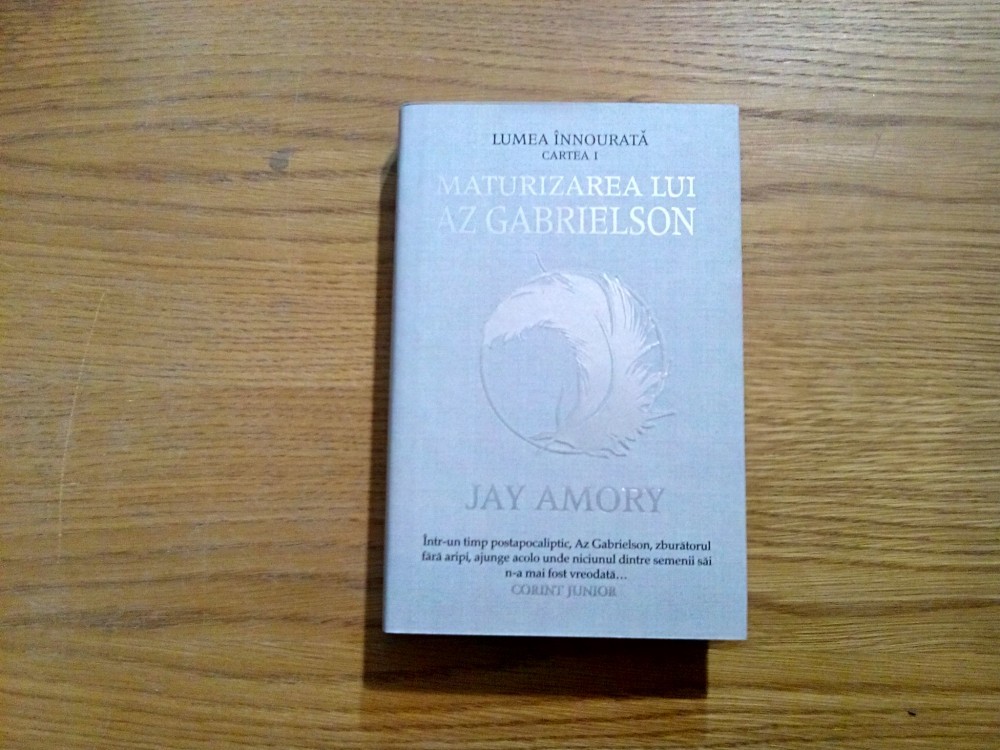 LUMEA ÎNNOURATĂ
CARTEA I
MATURIZAREA LUI
AZ GABRIELSON
JAY AMORY
Într-un timp postapocaliptic, Az Gabrielson, zburătorul
fără aripi, ajunge acolo unde niciunul dintre semenii săi
n-a mai fost vreodată...
CORINT JUNIOR